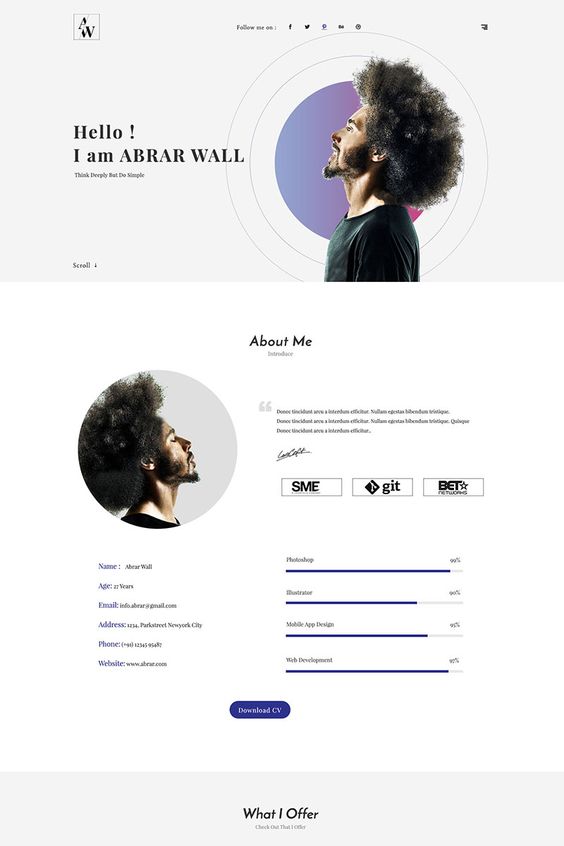 AW
Follow me on :
Hello !
I am ABRAR WALL
Think Deeply But Do Simple
Scroll ↓
About Me
Introduce
Donec tincidunt arcu a interdum efficitur. Nullam egestas bibendum tristique.
Donec tincidunt arcu a interdum efficitur. Nullam egestas bibendum tristique. Quisque
Donec tincidunt arcu a interdum efficitur..
SME
git
BET☆
NETWORKS
Name : Abrar Wall
Age: 27 Years
Email: info.abrar@gmail.com
Address: 1234, Parkstreet Newyork City
Phone: (+91) 12345 95487
Website: www.abrar.com
Photoshop 99%
Illustrator 90%
Mobile App Design 95%
Web Development 97%
Download CV
What I Offer
Check Out That I Offer